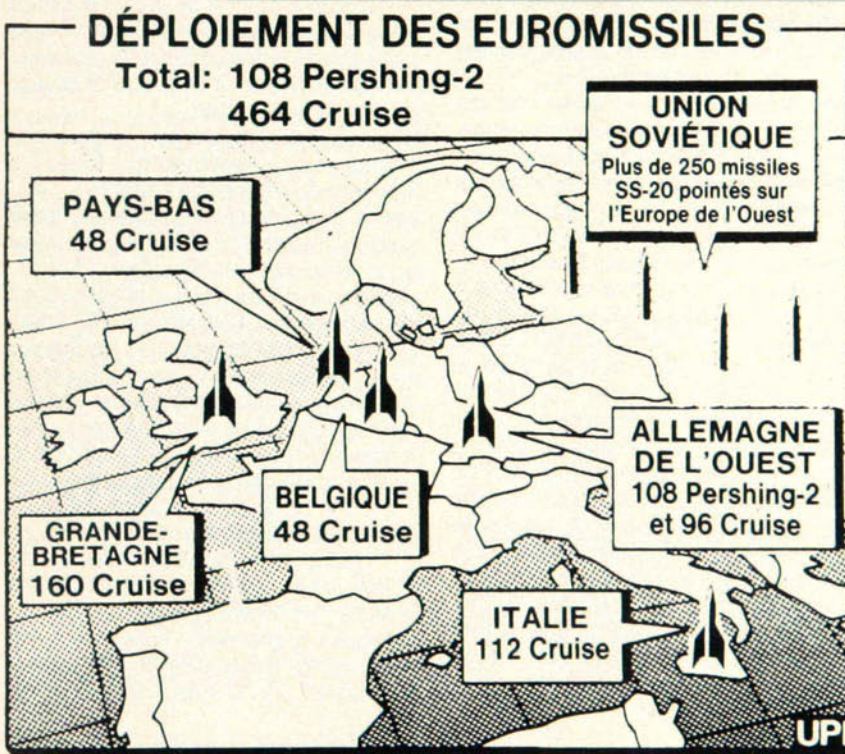 DÉPLOIEMENT DES EUROMISSILES
Total: 108 Pershing-2
464 Cruise
UNION
SOVIÉTIQUE
Plus de 250 missiles
SS-20 pointés sur
l'Europe de l'Ouest
PAYS-BAS
48 Cruise
ALLEMAGNE
DE L'OUEST
108 Pershing-2
et 96 Cruise
BELGIQUE
48 Cruise
GRANDE-
BRETAGNE
160 Cruise
ITALIE
112 Cruise
UPI